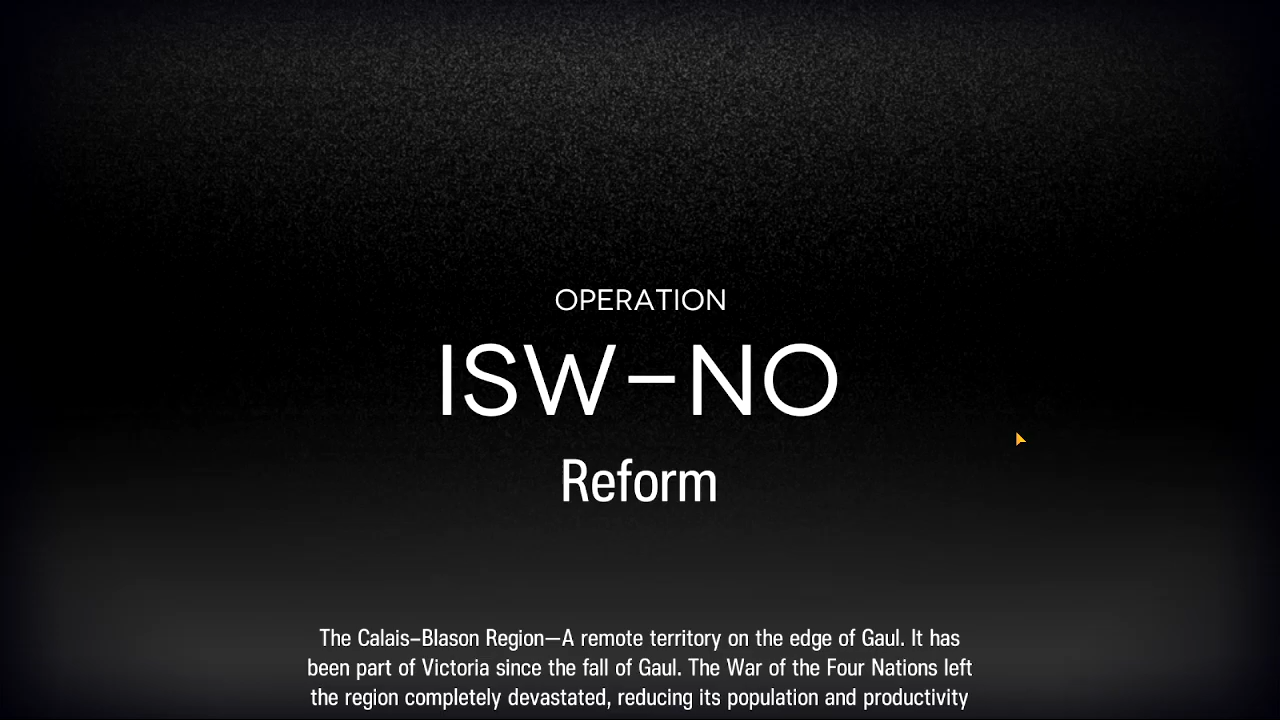 OPERATION
ISW-NO
Reform
The Calais-Blason Region—A remote territory on the edge of Gaul. It has
been part of Victoria since the fall of Gaul. The War of the Four Nations left
the region completely devastated, reducing its population and productivity